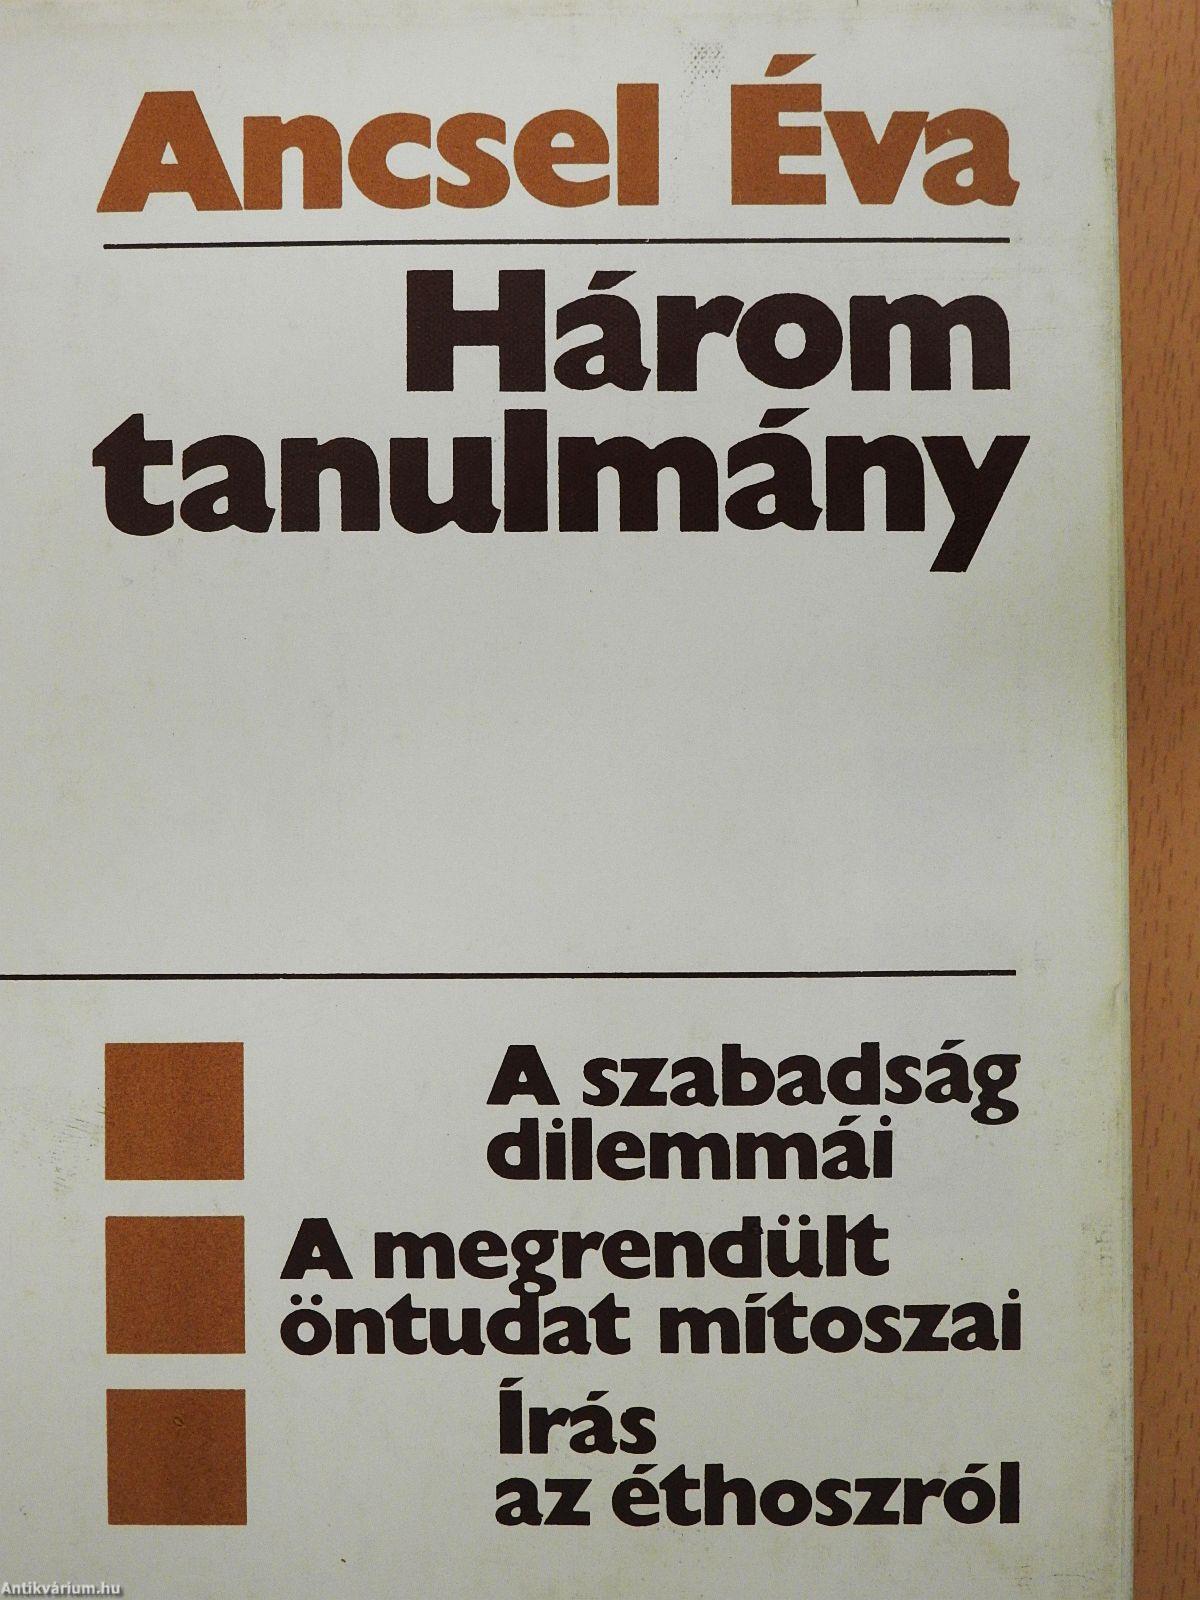 Ancsel Éva
Három
tanulmány
A szabadság
dilemmái
A megrendült
öntudat mítoszai
Írás
az éthoszról
Antikvárium.hu